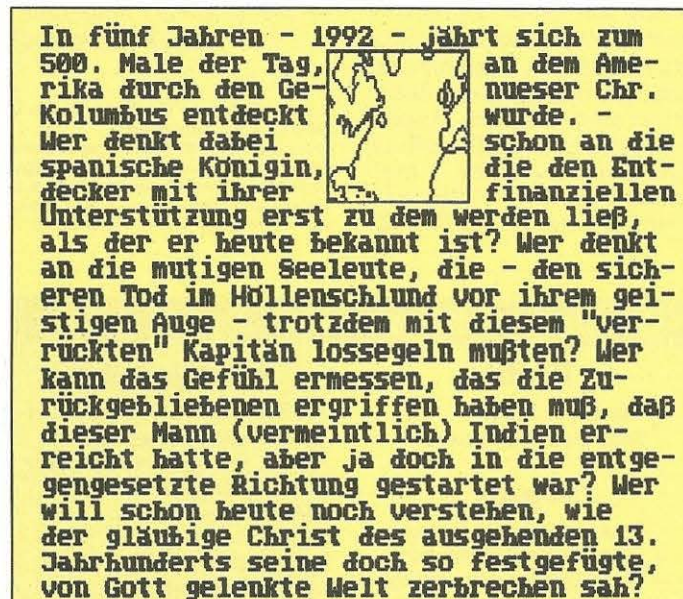 In fünf Jahren - 1992 - jährt sich zum
500. Male der Tag, an dem Ame-
rika durch den Ge- nueser Chr.
Kolumbus entdeckt wurde. -
Wer denkt dabei schon an die
spanische Königin, die den Ent-
decker mit ihrer finanziellen
Unterstützung erst zu dem werden ließ,
als der er heute bekannt ist? Wer denkt
an die mutigen Seeleute, die - den sich-
eren Tod im Höllenschlund vor ihrem gei-
stigen Auge - trotzdem mit diesem "ver-
rückten" Kapitän lossegeln mußten? Wer
kann das Gefühl ermessen, das die Zu-
rückgebliebenen ergriffen haben muß, daß
dieser Mann (vermeintlich) Indien er-
reicht hatte, aber ja doch in die entge-
gengesetzte Richtung gestartet war? Wer
will schon heute noch verstehen, wie
der gläubige Christ des ausgehenden 13.
Jahrhunderts seine doch so festgefügte,
von Gott gelenkte Welt zerbrechen sah?